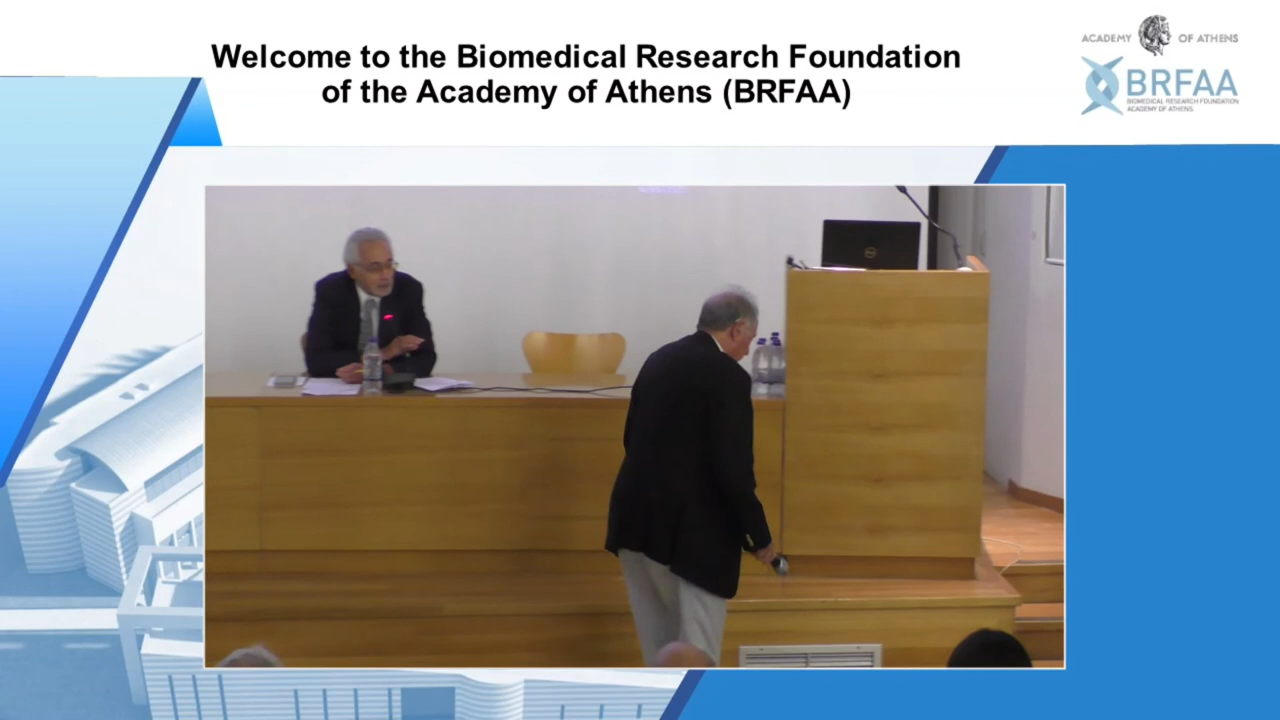 Welcome to the Biomedical Research Foundation
of the Academy of Athens (BRFAA)
ACADEMY OF ATHENS
BRFAA
BIOMEDICAL RESEARCH FOUNDATION
ACADEMY OF ATHENS
DELL